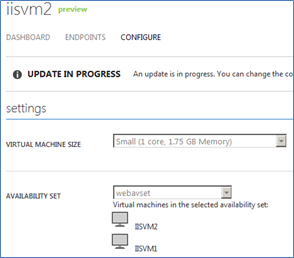 iisvm2 preview
DASHBOARD ENDPOINTS CONFIGURE
UPDATE IN PROGRESS An update is in progress. You can change the co
settings
VIRTUAL MACHINE SIZE Small (1 core, 1.75 GB Memory)
AVAILABILITY SET webavset
Virtual machines in the selected availability set:
IISVM2
IISVM1